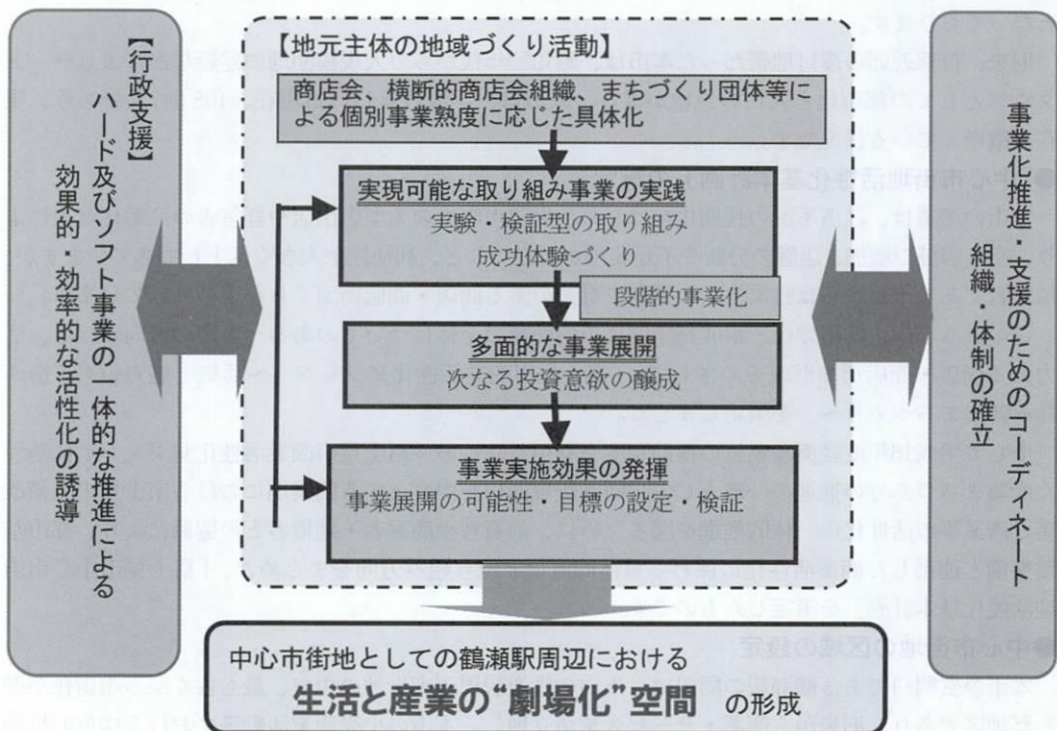 【行政支援】
ハード及びソフト事業の一体的な推進による
効果的・効率的な活性化の誘導
【地元主体の地域づくり活動】
商店会、横断的商店会組織、まちづくり団体等
による個別事業熟度に応じた具体化
実現可能な取り組み事業の実践
実験・検証型の取り組み
成功体験づくり
段階的事業化
多面的な事業展開
次なる投資意欲の醸成
事業実施効果の発揮
事業展開の可能性・目標の設定・検証
事業化推進・支援のためのコーディネート
組織・体制の確立
中心市街地としての鶴瀬駅周辺における
生活と産業の“劇場化”空間 の形成